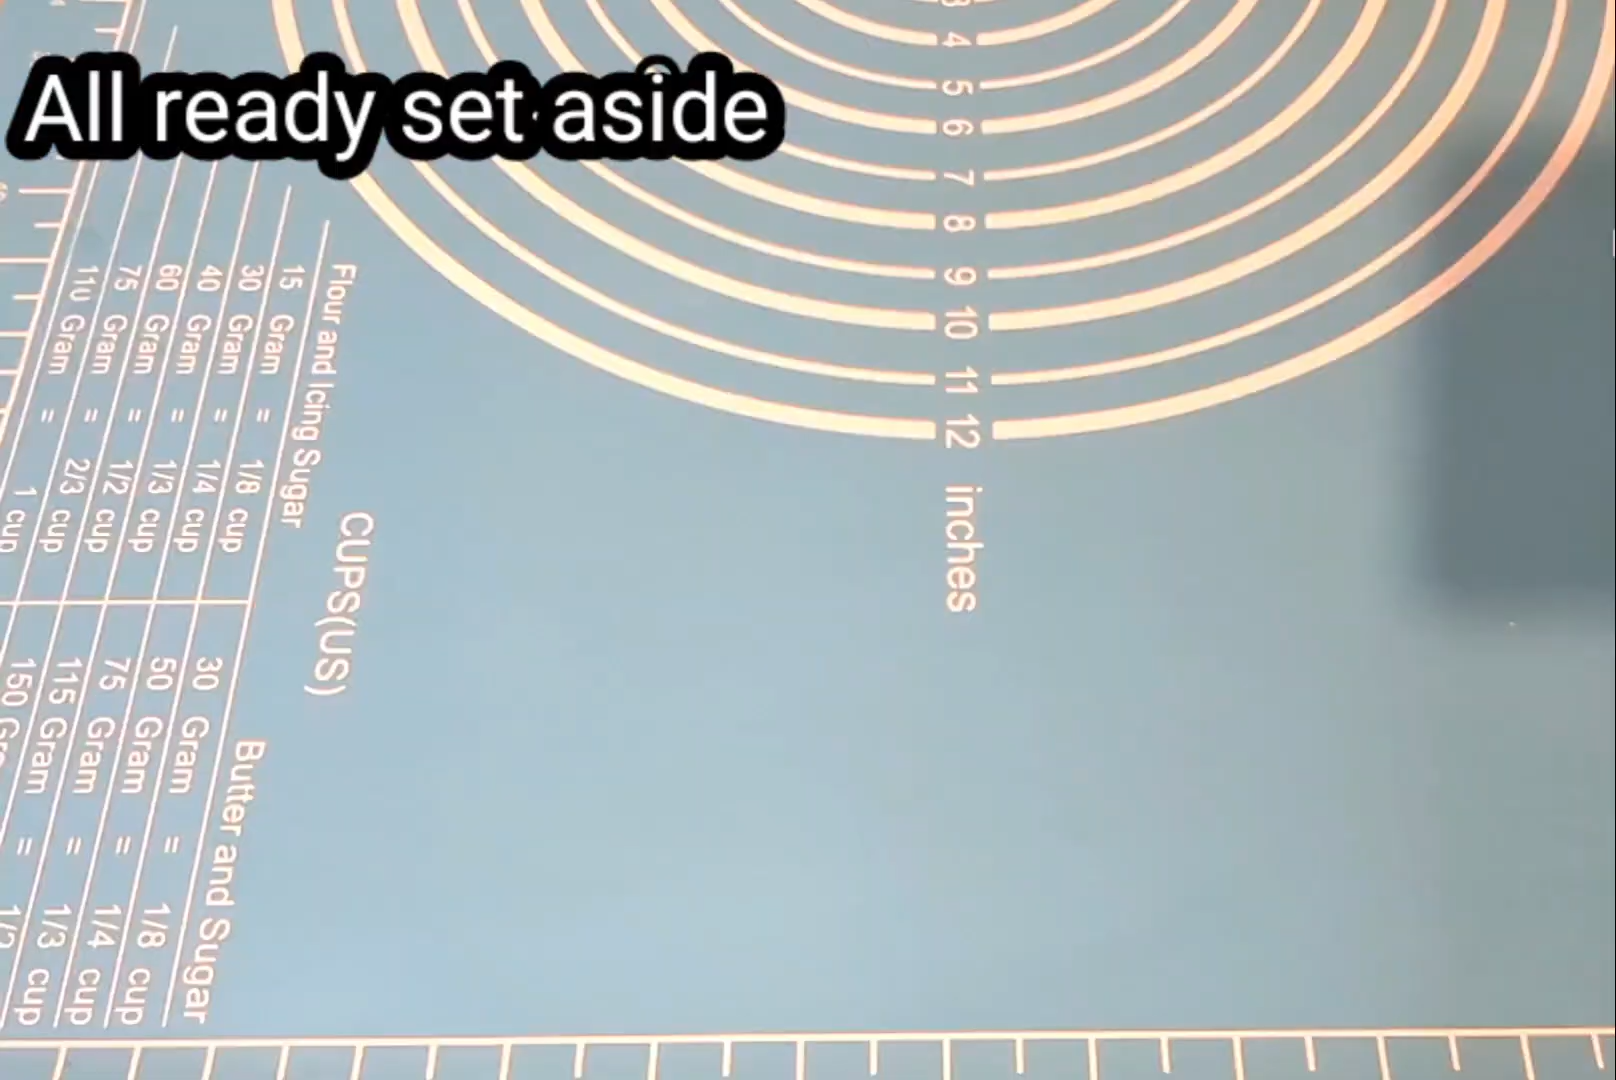 All ready set aside
3
4
5
6
7
8
9
10
11
12
inches
CUPS(US)
Flour and Icing Sugar
15 Gram = 1/8 cup
30 Gram = 1/4 cup
40 Gram = 1/3 cup
60 Gram = 1/2 cup
75 Gram = 2/3 cup
110 Gram = 1 cup
Butter and Sugar
30 Gram = 1/8 cup
50 Gram = 1/4 cup
75 Gram = 1/3 cup
115 Gram =
150